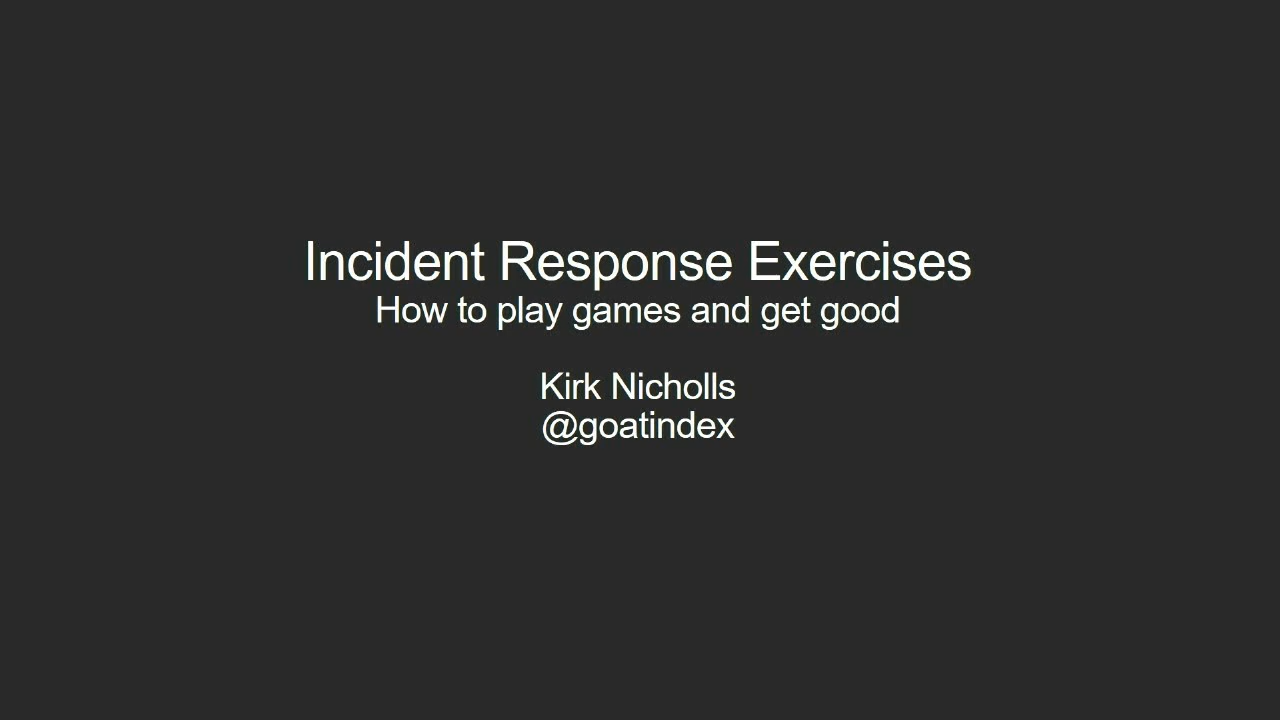 Incident Response Exercises
How to play games and get good
Kirk Nicholls
@goatindex